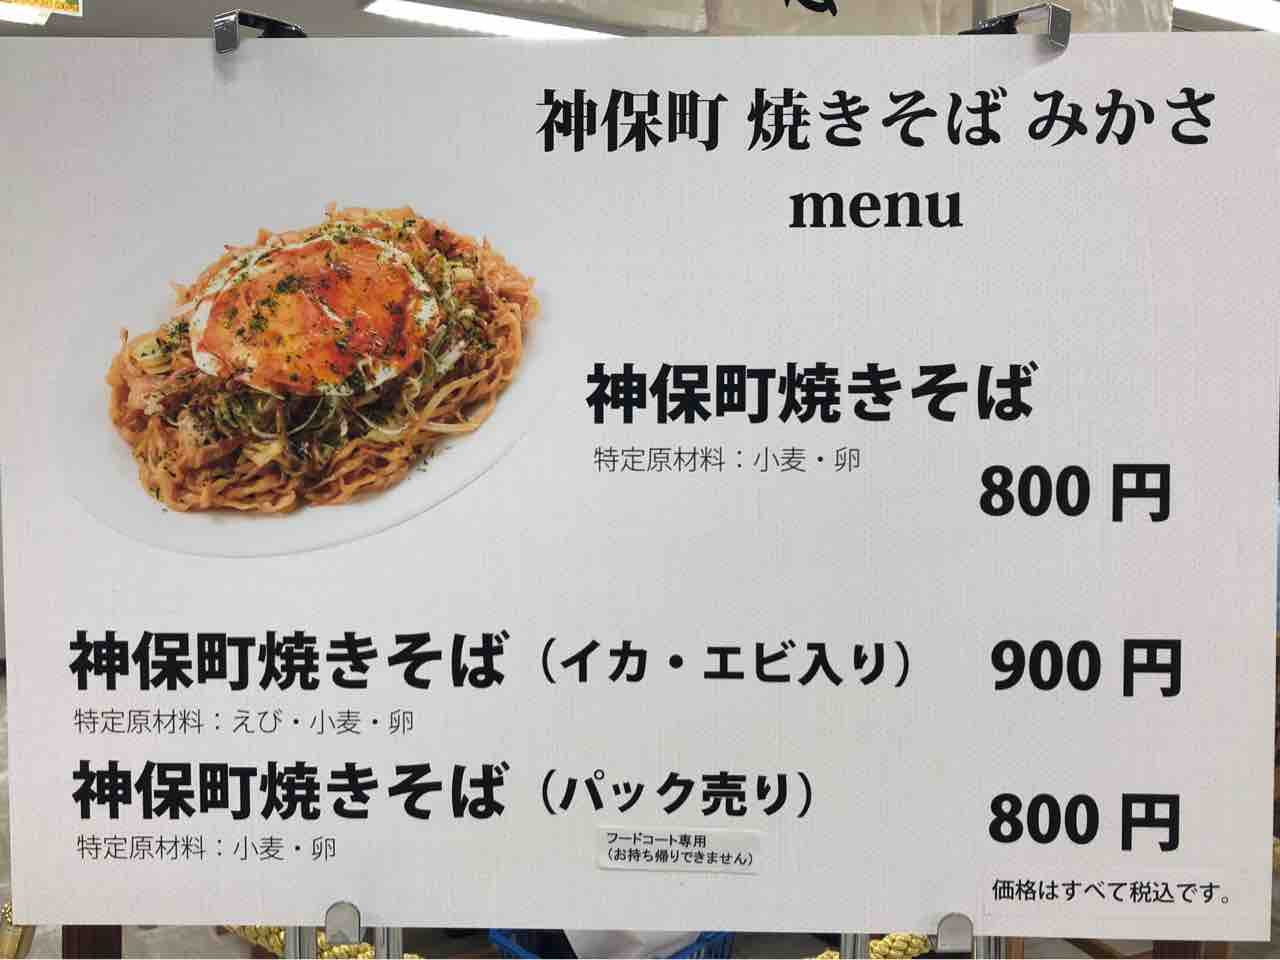 神保町 焼きそば みかさ
menu
神保町焼きそば
特定原材料：小麦・卵
800 円
神保町焼きそば（イカ・エビ入り） 900 円
特定原材料：えび・小麦・卵
神保町焼きそば（パック売り） 800 円
特定原材料：小麦・卵
フードコート専用
（お持ち帰りできません）
価格はすべて税込です。